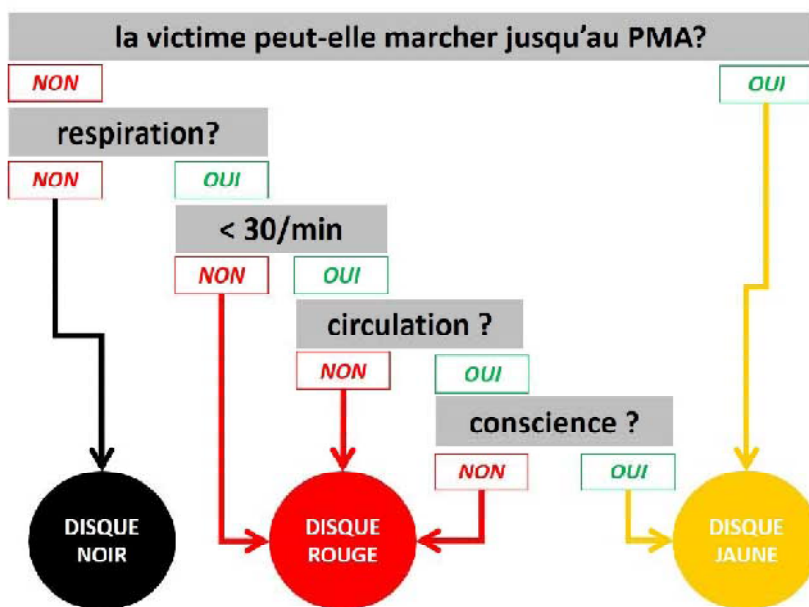 la victime peut-elle marcher jusqu'au PMA?
NON
OUI
respiration?
NON
OUI
< 30/min
NON
OUI
circulation ?
NON
OUI
conscience ?
NON
OUI
DISQUE
NOIR
DISQUE
ROUGE
DISQUE
JAUNE